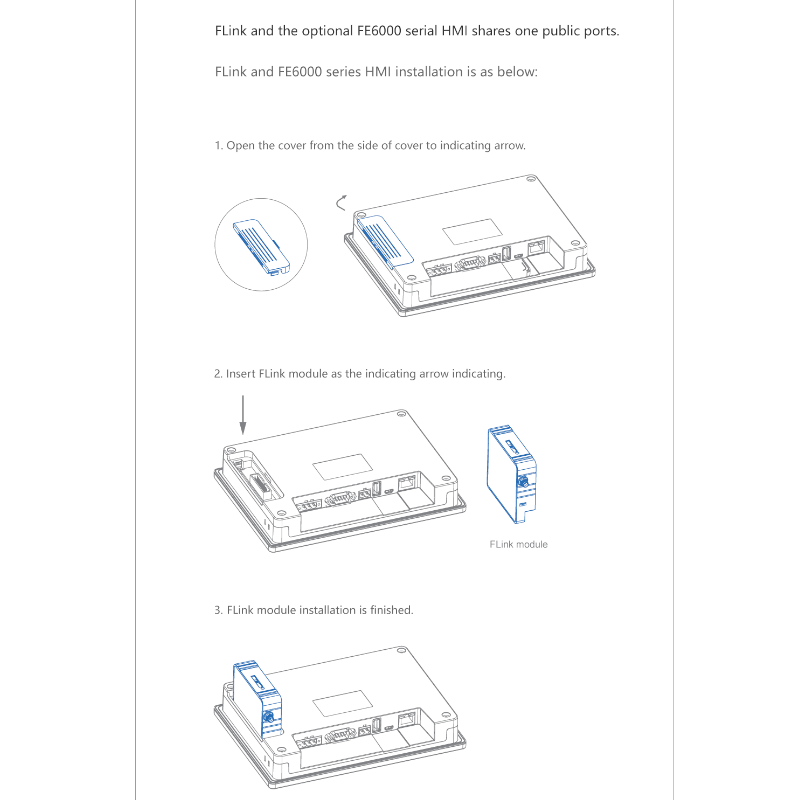 FLink and the optional FE6000 serial HMI shares one public ports.
FLink and FE6000 series HMI installation is as below:
1. Open the cover from the side of cover to indicating arrow.
2. Insert FLink module as the indicating arrow indicating.
FLink module
3. FLink module installation is finished.